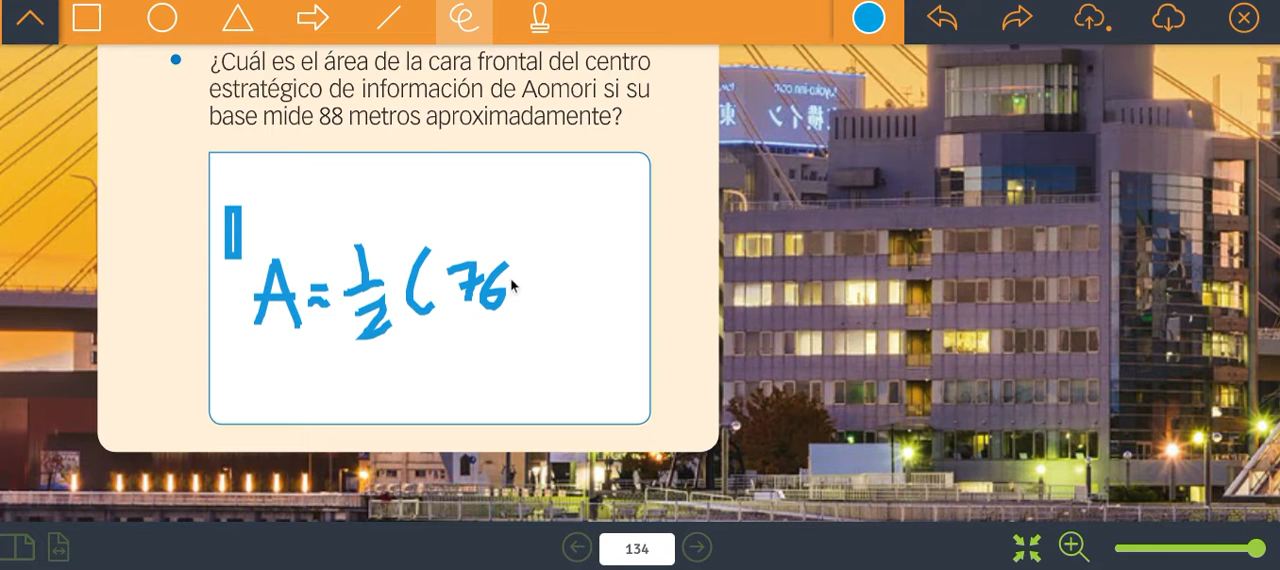 ¿Cuál es el área de la cara frontal del centro
estratégico de información de Aomori si su
base mide 88 metros aproximadamente?
A ≈ 1/2 ( 76
134